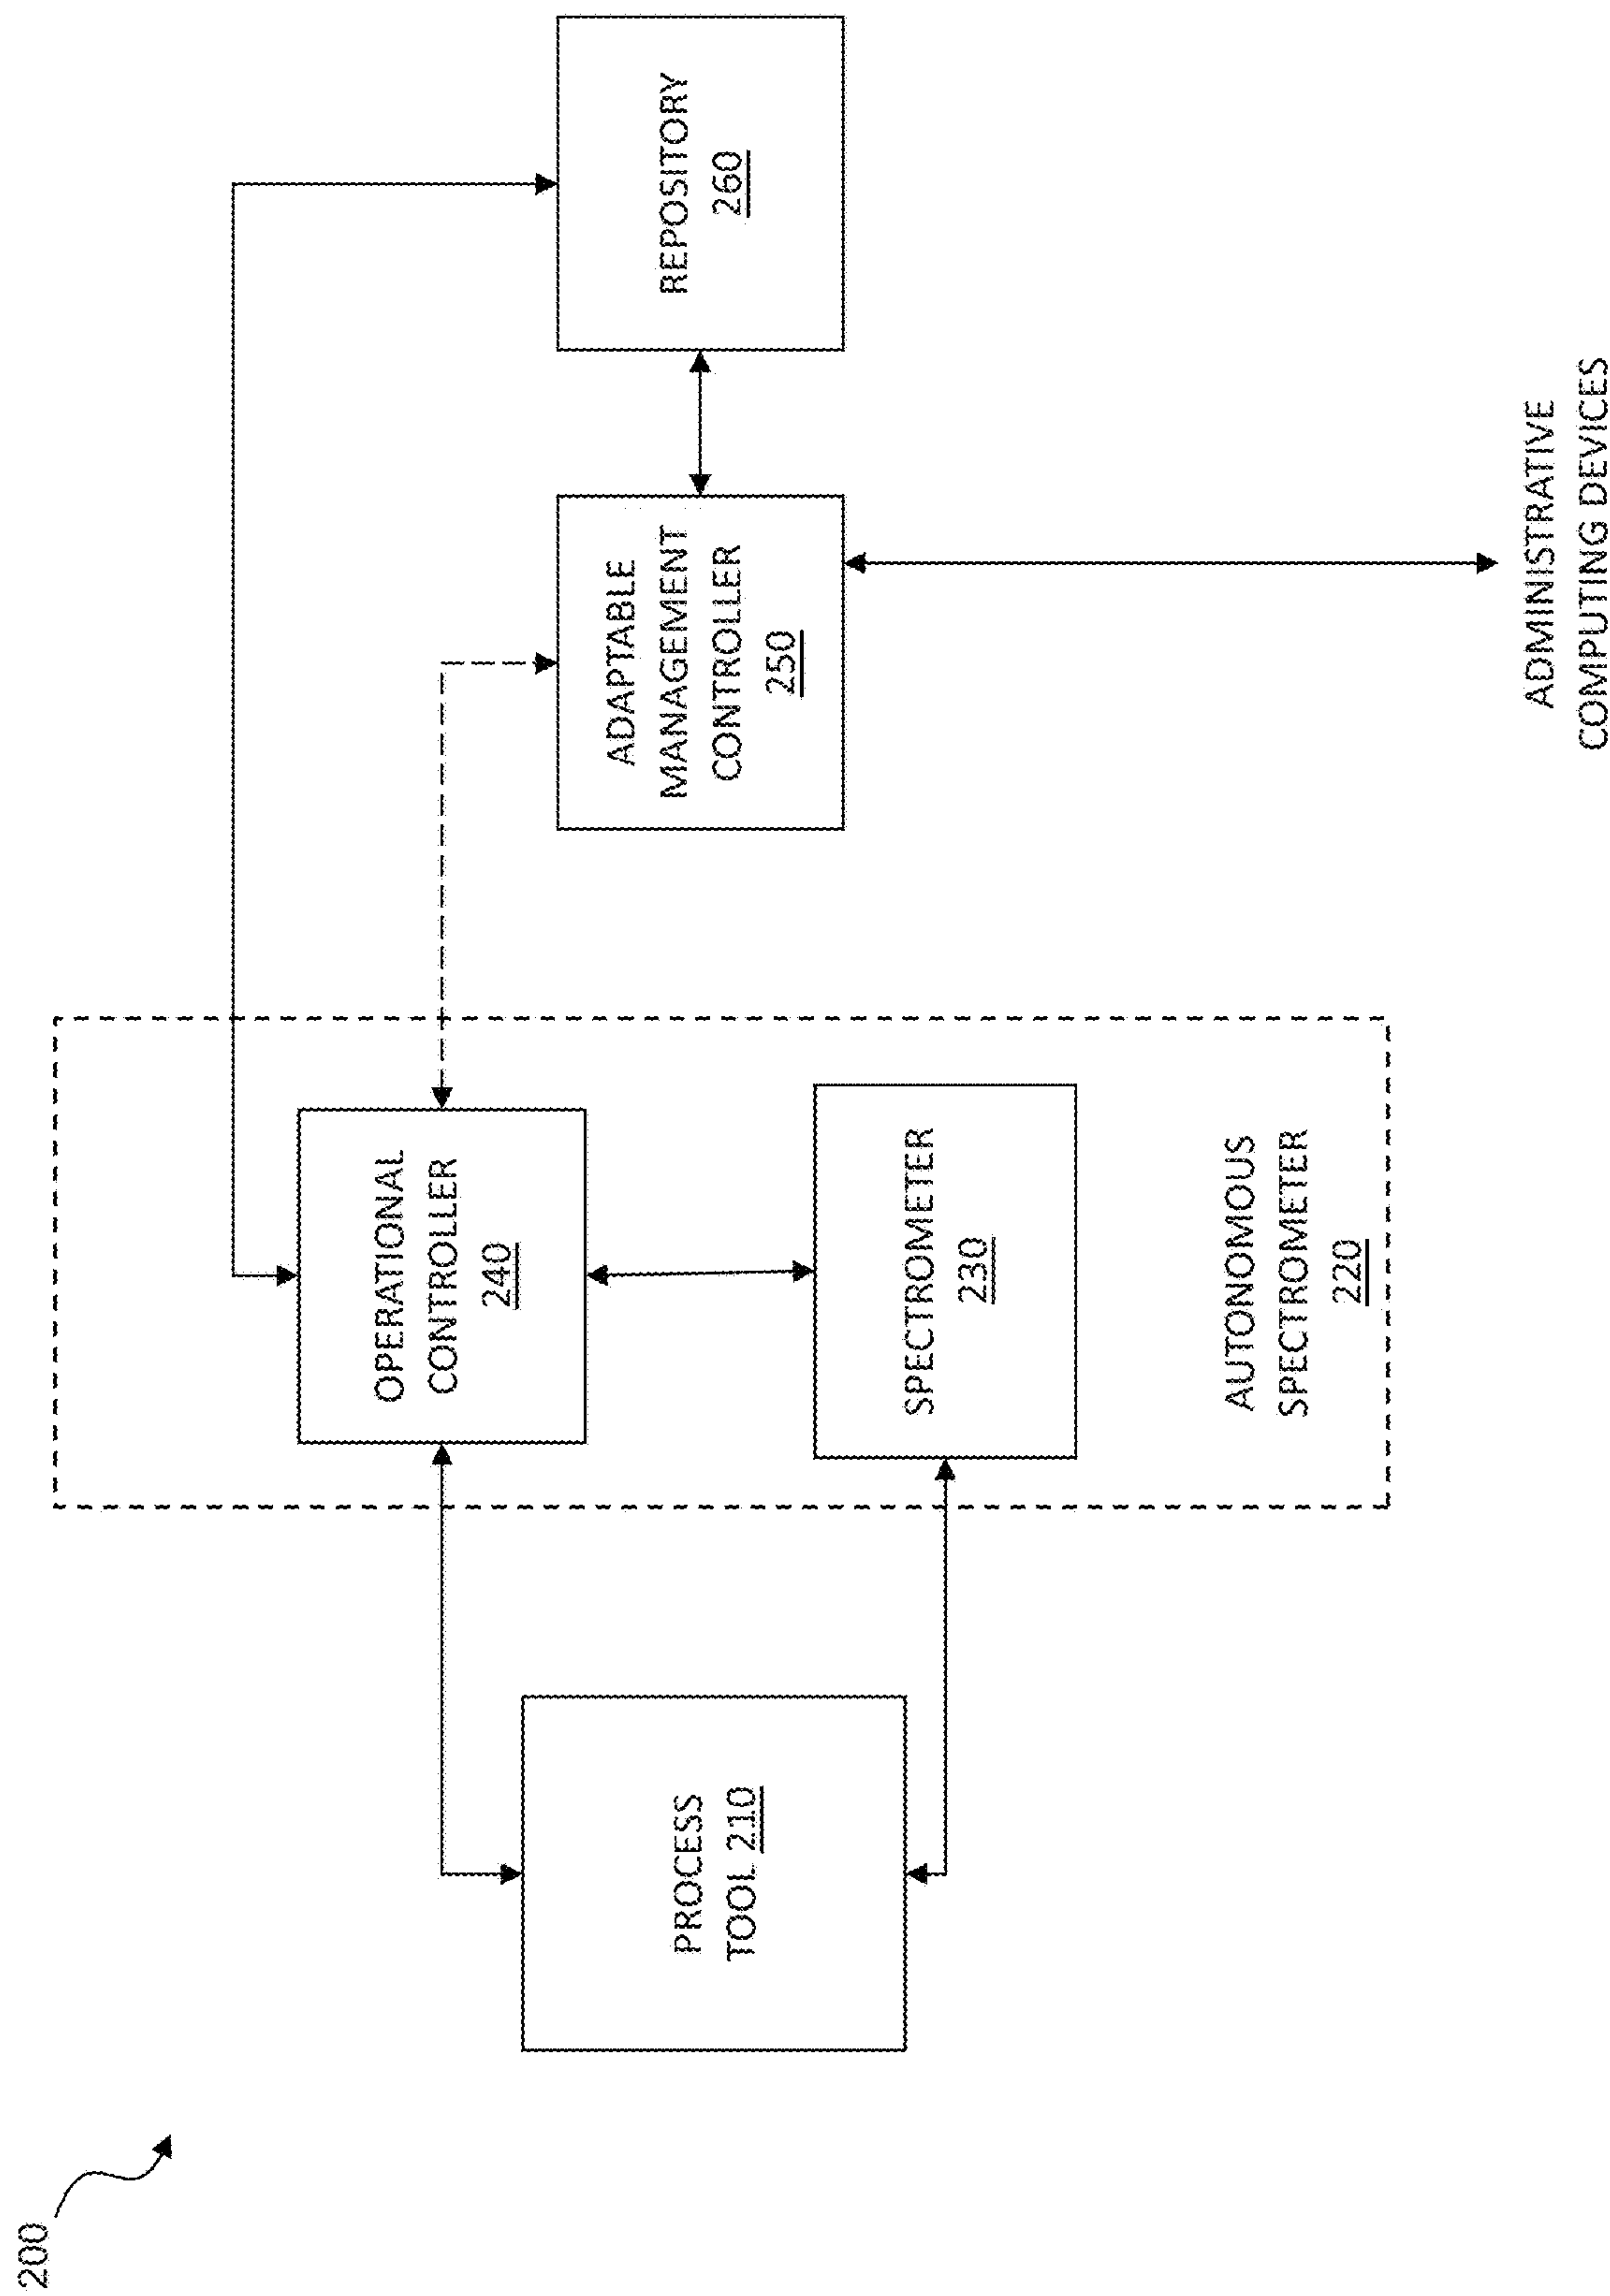 200
PROCESS
TOOL 210
OPERATIONAL
CONTROLLER
240
SPECTROMETER
230
AUTONOMOUS
SPECTROMETER
220
ADAPTABLE
MANAGEMENT
CONTROLLER
250
REPOSITORY
260
ADMINISTRATIVE
COMPUTING DEVICES